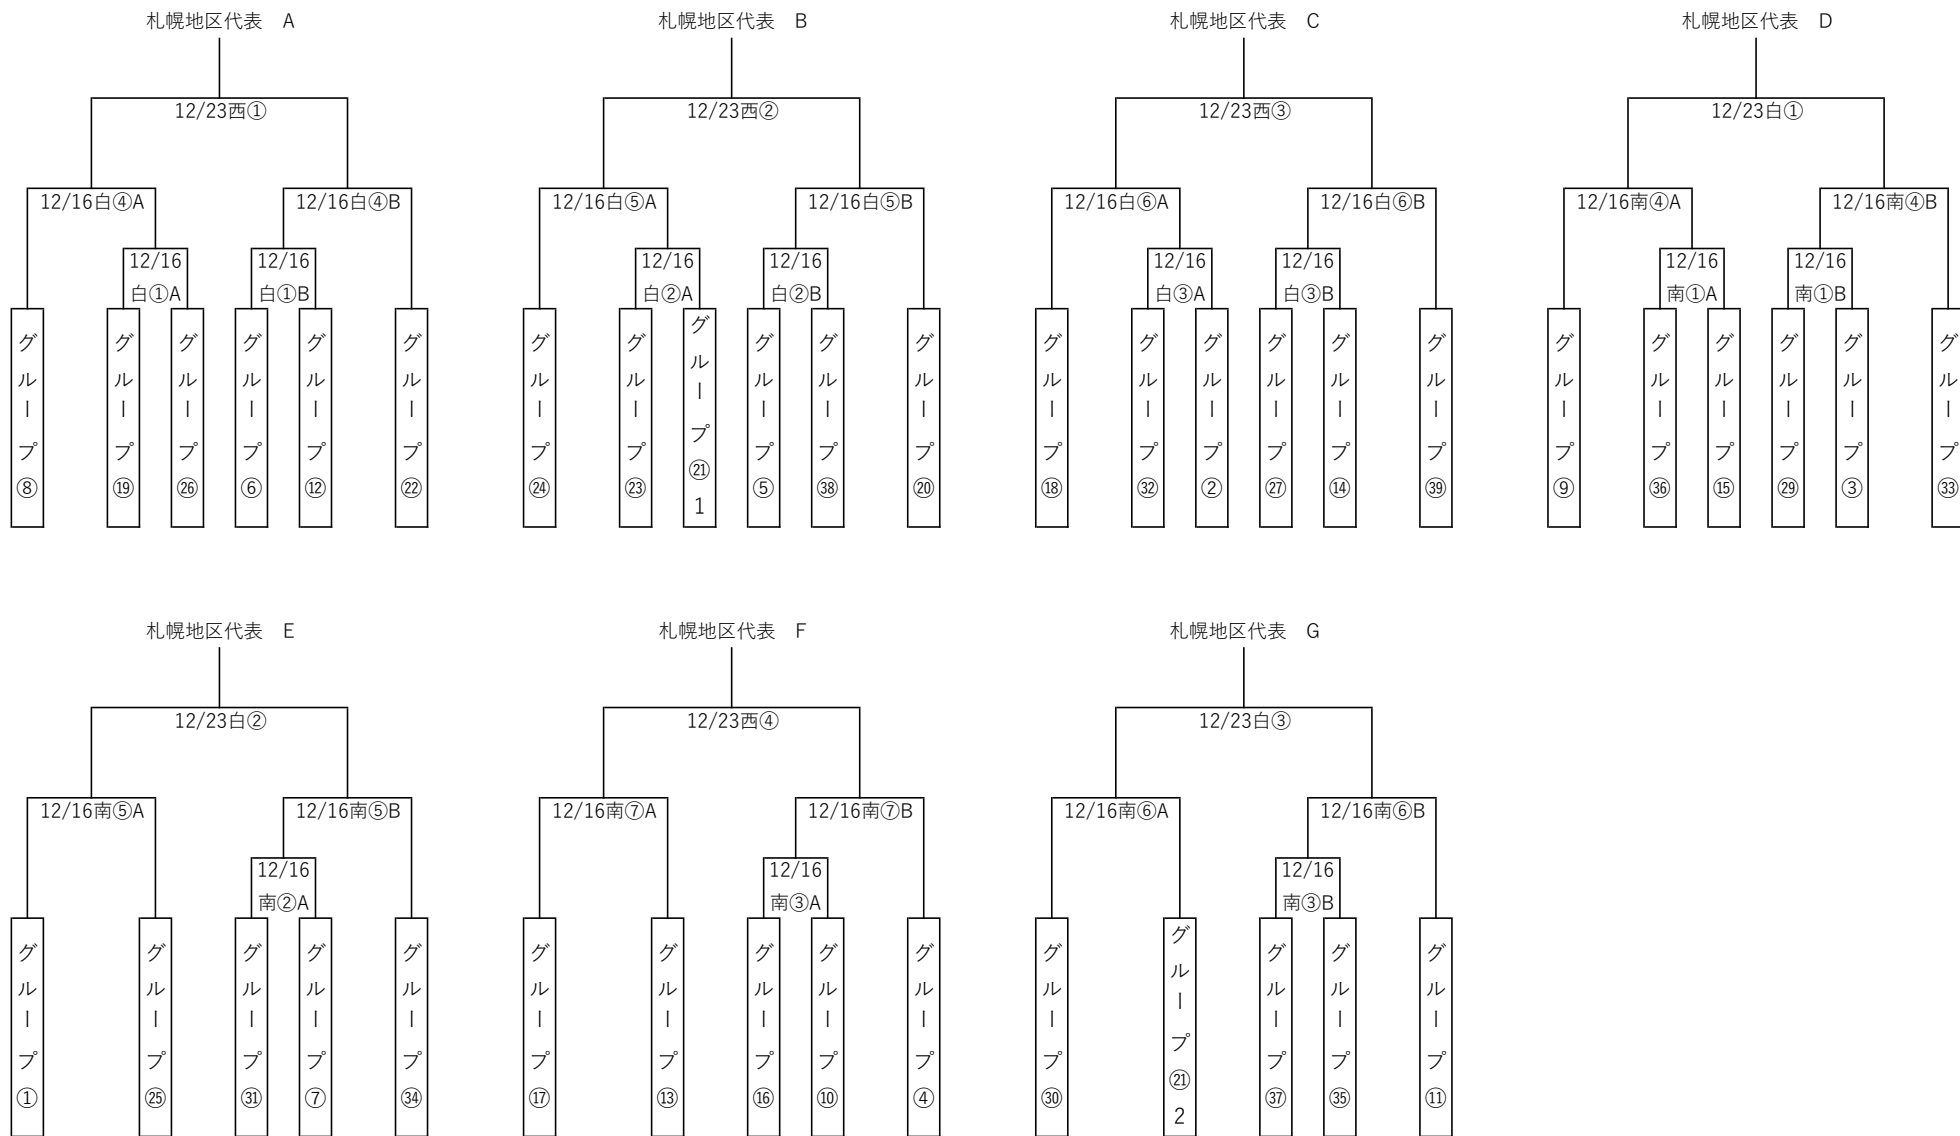 札幌地区代表　A
札幌地区代表　B
札幌地区代表　C
札幌地区代表　D
12/23西①
12/23西②
12/23西③
12/23白①
12/16白④A
12/16白④B
12/16白⑤A
12/16白⑤B
12/16白⑥A
12/16白⑥B
12/16南④A
12/16南④B
12/16
白①A
12/16
白①B
12/16
白②A
12/16
白②B
12/16
白③A
12/16
白③B
12/16
南①A
12/16
南①B
グループ⑧
グループ⑲
グループ㉖
グループ⑥
グループ⑫
グループ㉒
グループ㉔
グループ㉓
グループ㉑1
グループ⑤
グループ㊳
グループ⑳
グループ⑱
グループ㉜
グループ②
グループ㉗
グループ⑭
グループ㊴
グループ⑨
グループ㊱
グループ⑮
グループ㉙
グループ③
グループ㉝
札幌地区代表　E
札幌地区代表　F
札幌地区代表　G
12/23白②
12/23西④
12/23白③
12/16南⑤A
12/16南⑤B
12/16南⑦A
12/16南⑦B
12/16南⑥A
12/16南⑥B
12/16
南②A
12/16
南③A
12/16
南③B
グループ①
グループ㉕
グループ㉛
グループ⑦
グループ㉞
グループ⑰
グループ⑬
グループ⑯
グループ⑩
グループ④
グループ㉚
グループ㉑2
グループ㊲
グループ㉟
グループ⑪